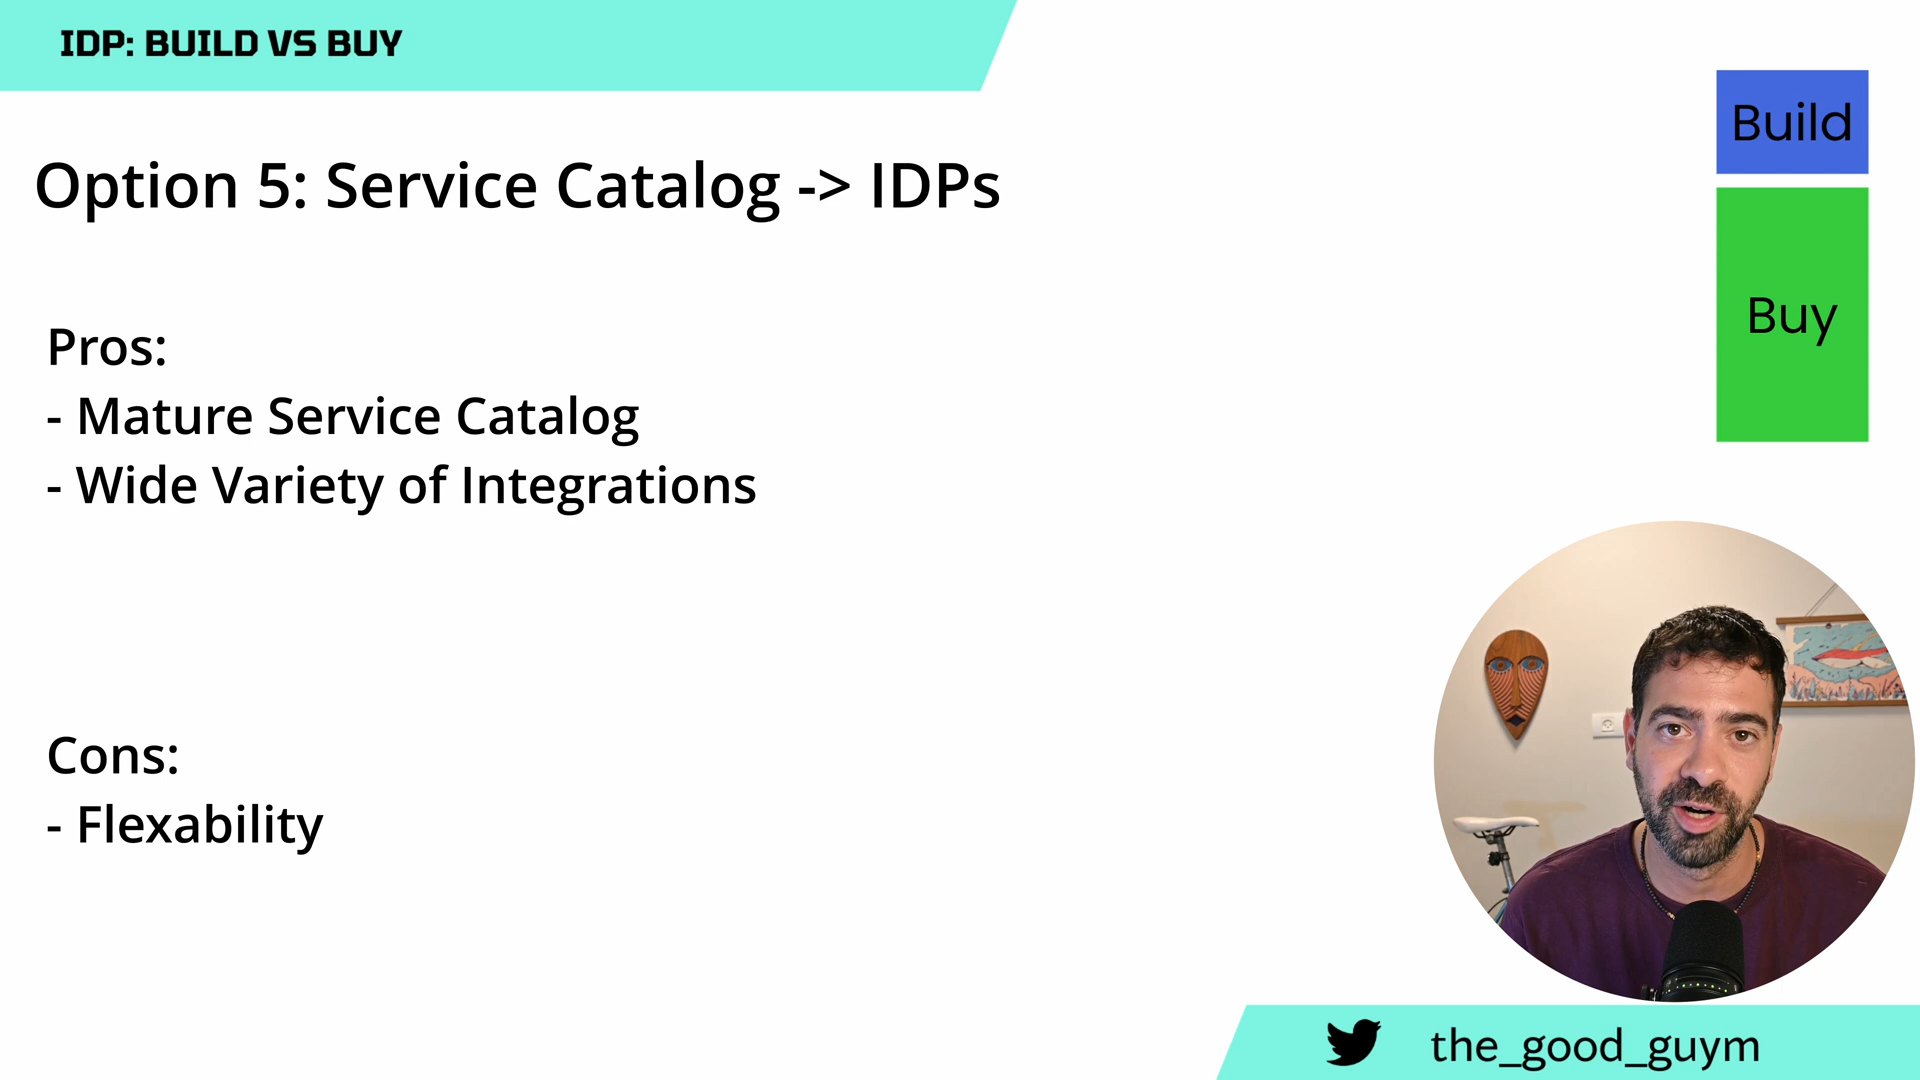 IDP: BUILD VS BUY
Option 5: Service Catalog -> IDPs
Pros:
- Mature Service Catalog
- Wide Variety of Integrations
Cons:
- Flexability
Build
Buy
the_good_guym